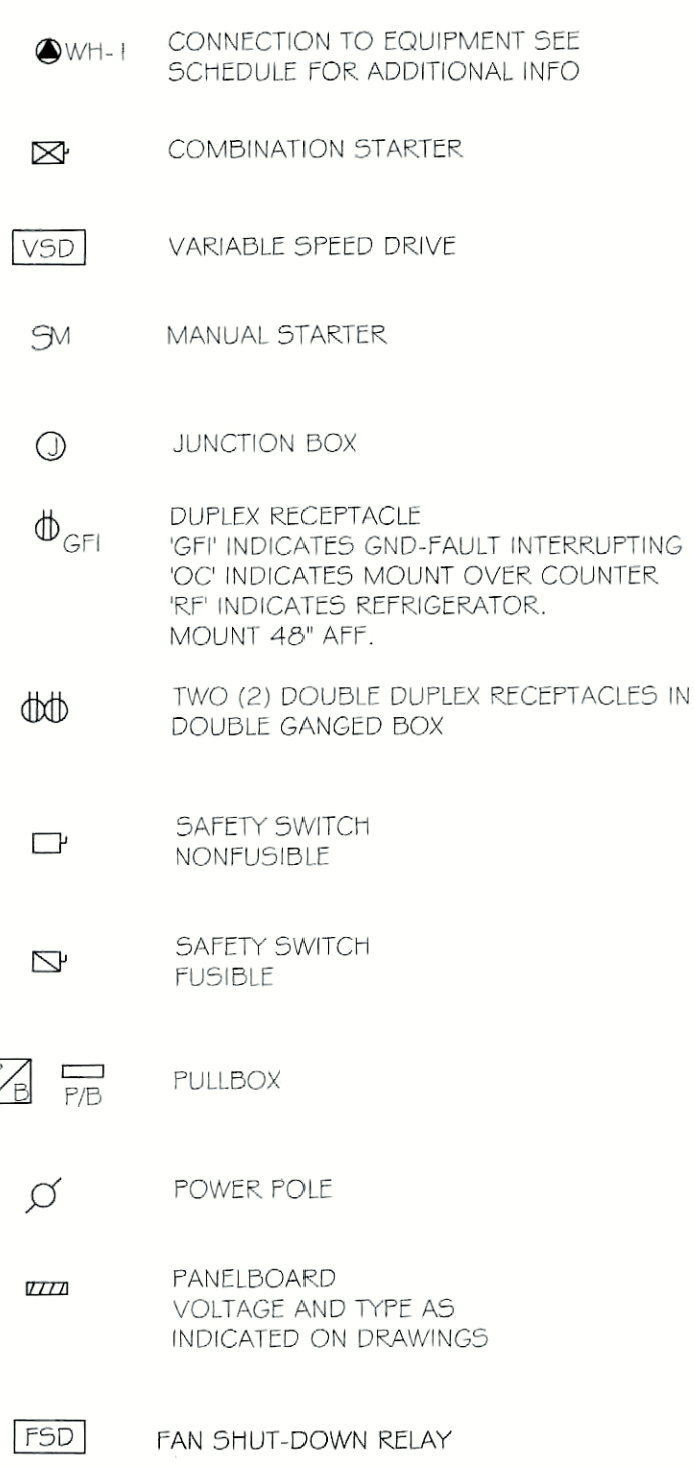 WH-1 CONNECTION TO EQUIPMENT SEE
SCHEDULE FOR ADDITIONAL INFO
COMBINATION STARTER
VSD VARIABLE SPEED DRIVE
SM MANUAL STARTER
J JUNCTION BOX
GFI DUPLEX RECEPTACLE
'GFI' INDICATES GND-FAULT INTERRUPTING
'OC' INDICATES MOUNT OVER COUNTER
'RF' INDICATES REFRIGERATOR.
MOUNT 48" AFF.
TWO (2) DOUBLE DUPLEX RECEPTACLES IN
DOUBLE GANGED BOX
SAFETY SWITCH
NONFUSIBLE
SAFETY SWITCH
FUSIBLE
B P/B PULLBOX
POWER POLE
PANELBOARD
VOLTAGE AND TYPE AS
INDICATED ON DRAWINGS
FSD FAN SHUT-DOWN RELAY